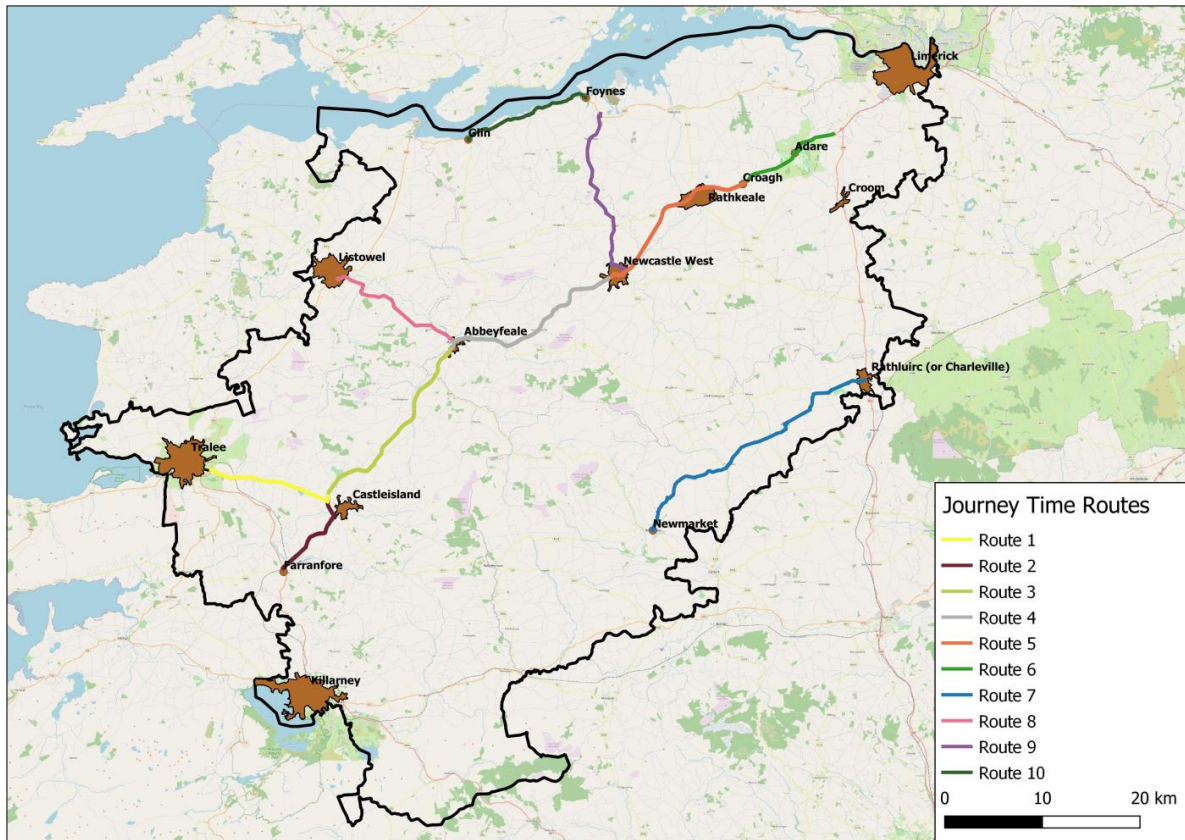 Limerick
Foynes
Glin
Adare
Croagh
Rathkeale
Croom
Listowel
Newcastle West
Abbeyfeale
Rathluirc (or Charleville)
Tralee
Castleisland
Newmarket
Farranfore
Killarney
Journey Time Routes
Route 1
Route 2
Route 3
Route 4
Route 5
Route 6
Route 7
Route 8
Route 9
Route 10
0 10 20 km